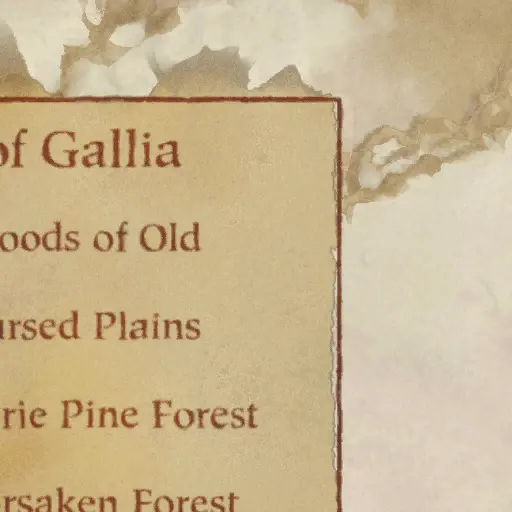 of Gallia
oods of Old
ursed Plains
rie Pine Forest
rsaken Forest